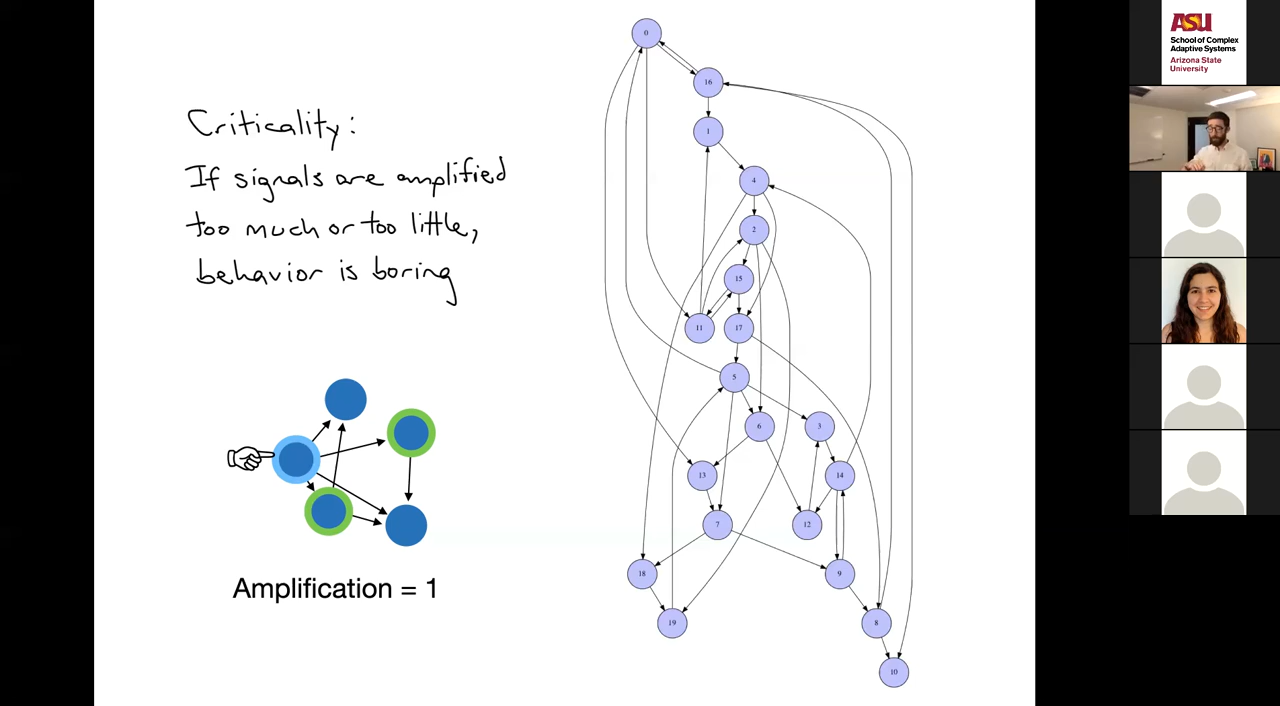 Criticality:
If signals are amplified
too much or too little,
behavior is boring
Amplification = 1
0
16
1
4
2
15
11
17
5
6
3
13
14
7
12
18
9
19
8
10
ASU
School of Complex
Adaptive Systems
Arizona State
University